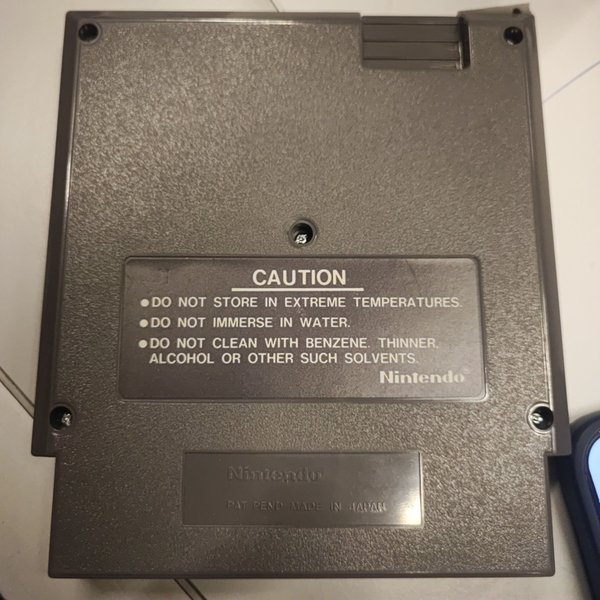 CAUTION
●DO NOT STORE IN EXTREME TEMPERATURES.
●DO NOT IMMERSE IN WATER.
●DO NOT CLEAN WITH BENZENE, THINNER,
ALCOHOL OR OTHER SUCH SOLVENTS.
Nintendo®
Nintendo
PAT. PEND. MADE IN JAPAN